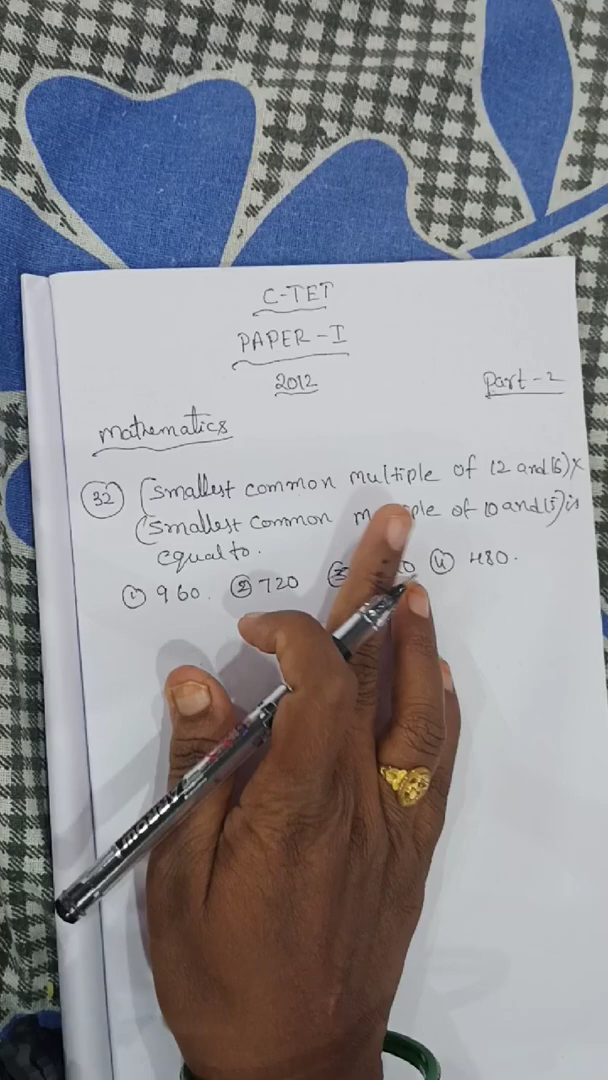 C-TET
PAPER-I
2012
Part-2
mathematics
32 (smallest common multiple of 12 and 16) X
(smallest common of 10 and 15) is
equal to.
① 960. ② 720 ③ ④ 480.